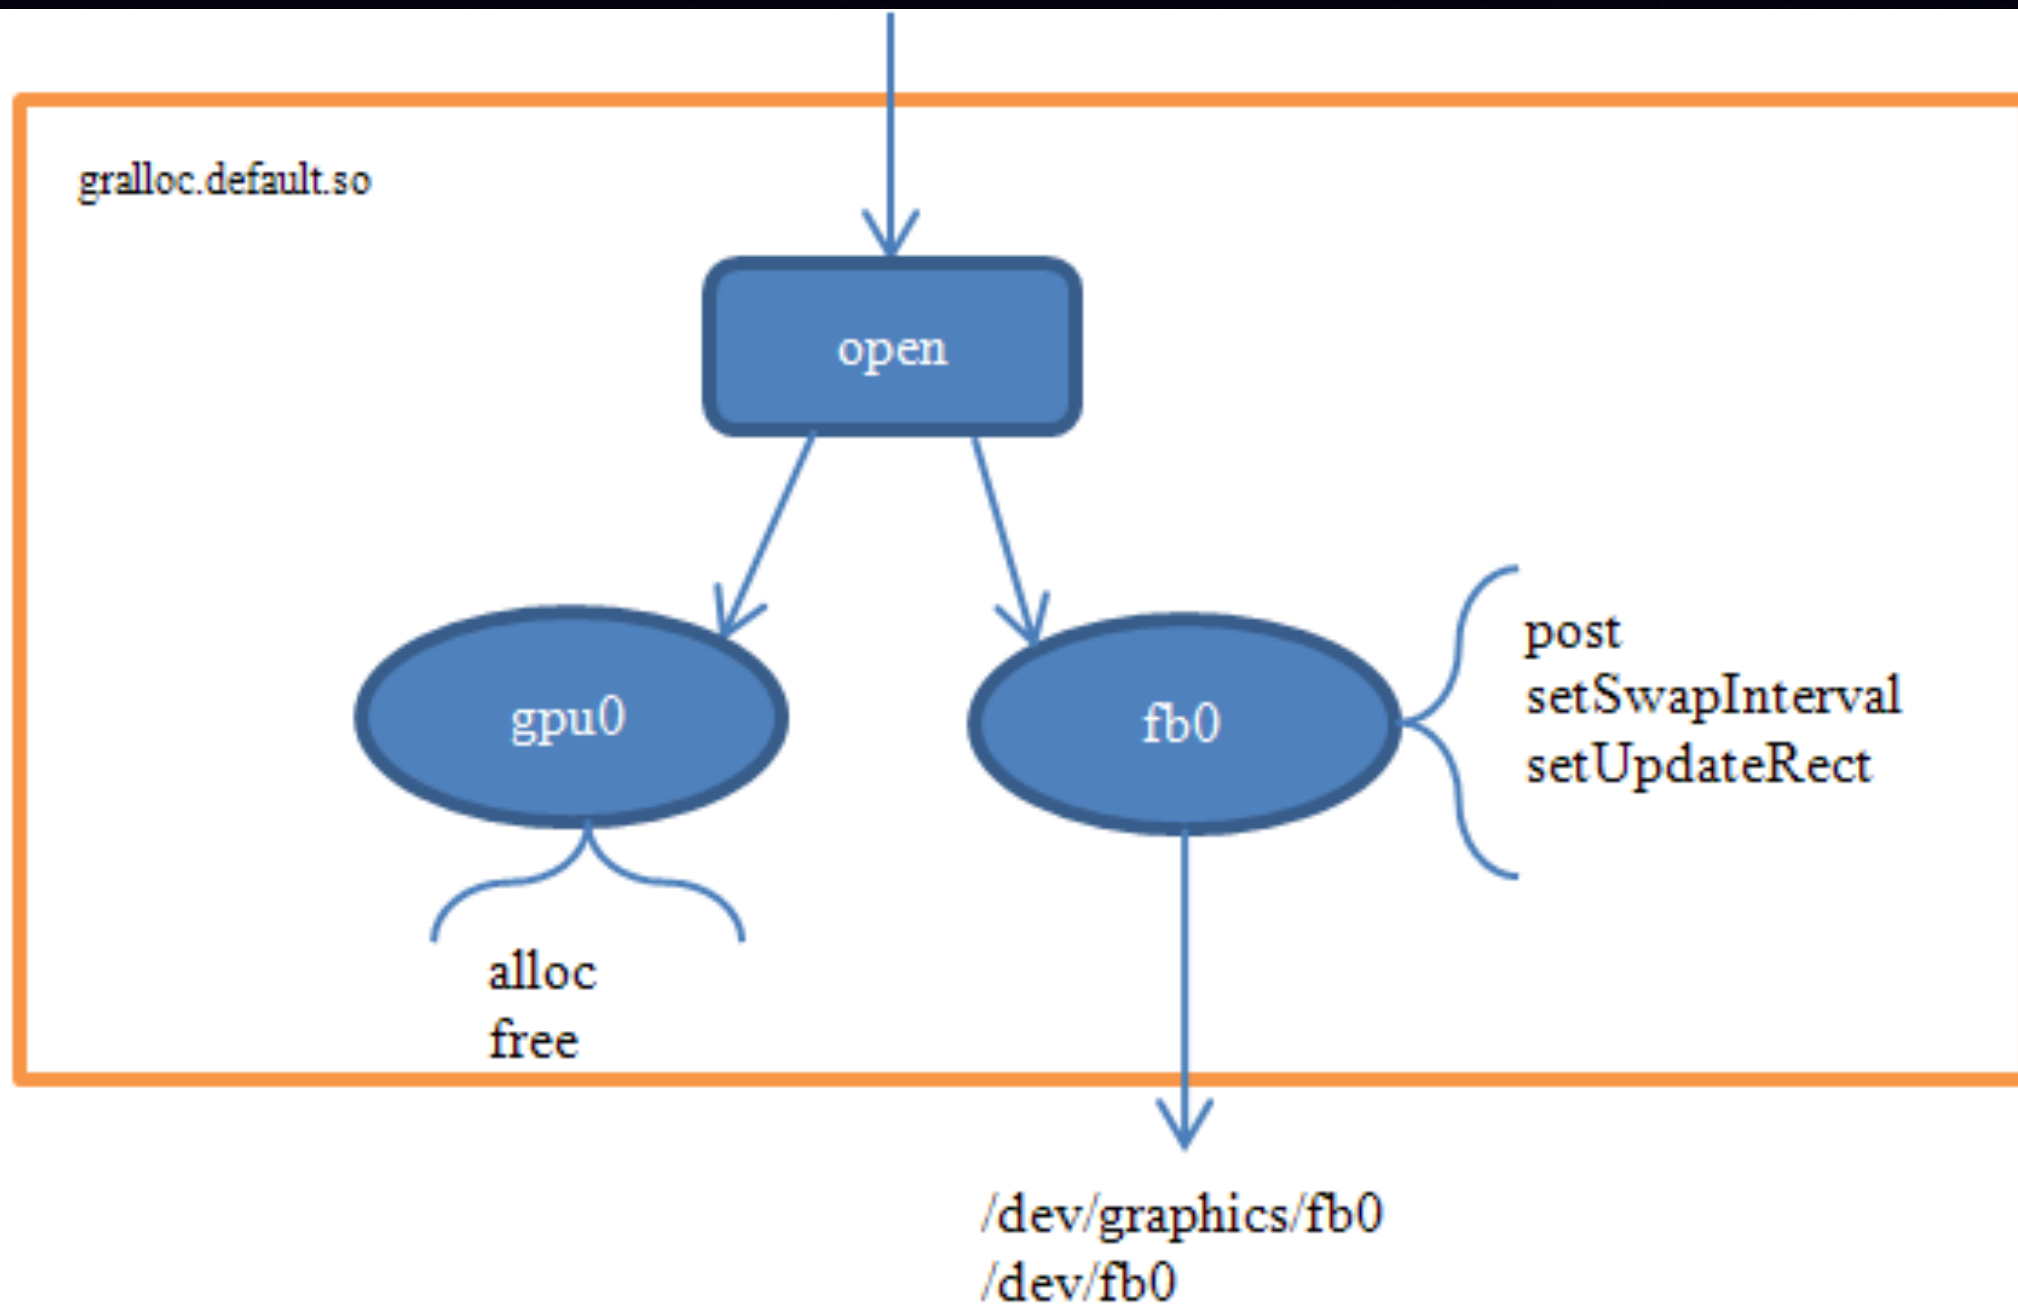 gralloc.default.so
open
gpu0
fb0
post
setSwapInterval
setUpdateRect
alloc
free
/dev/graphics/fb0
/dev/fb0